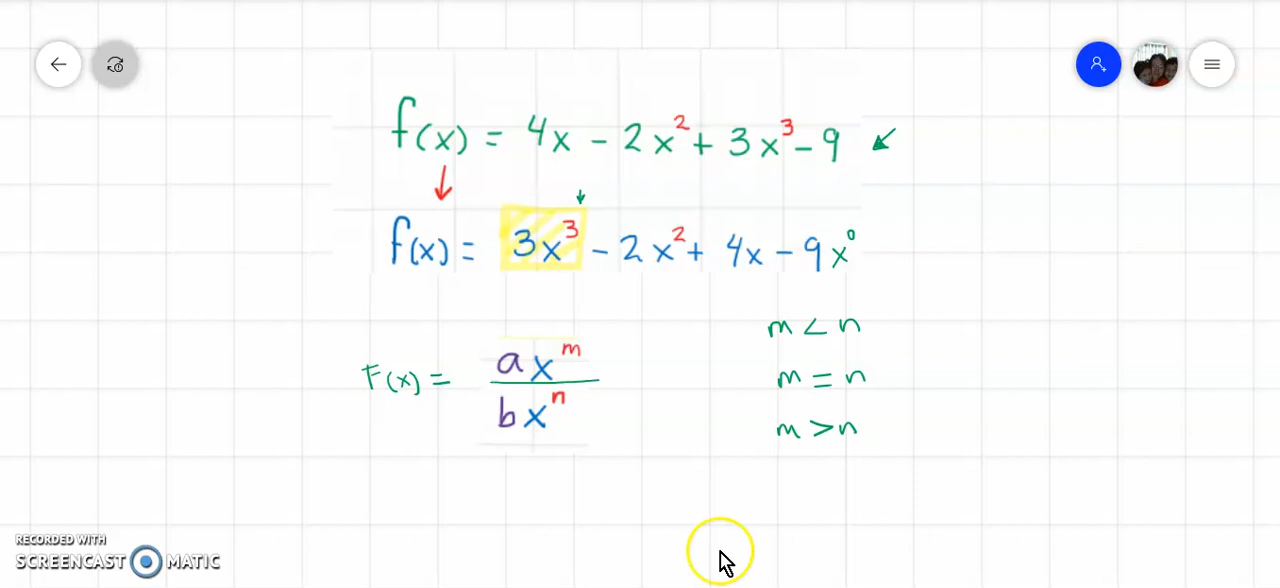 f(x) = 4x - 2x² + 3x³ - 9
f(x) = 3x³ - 2x² + 4x - 9x⁰
m < n
F(x) = axᵐ / bxⁿ
m = n
m > n
RECORDED WITH
SCREENCAST MATIC